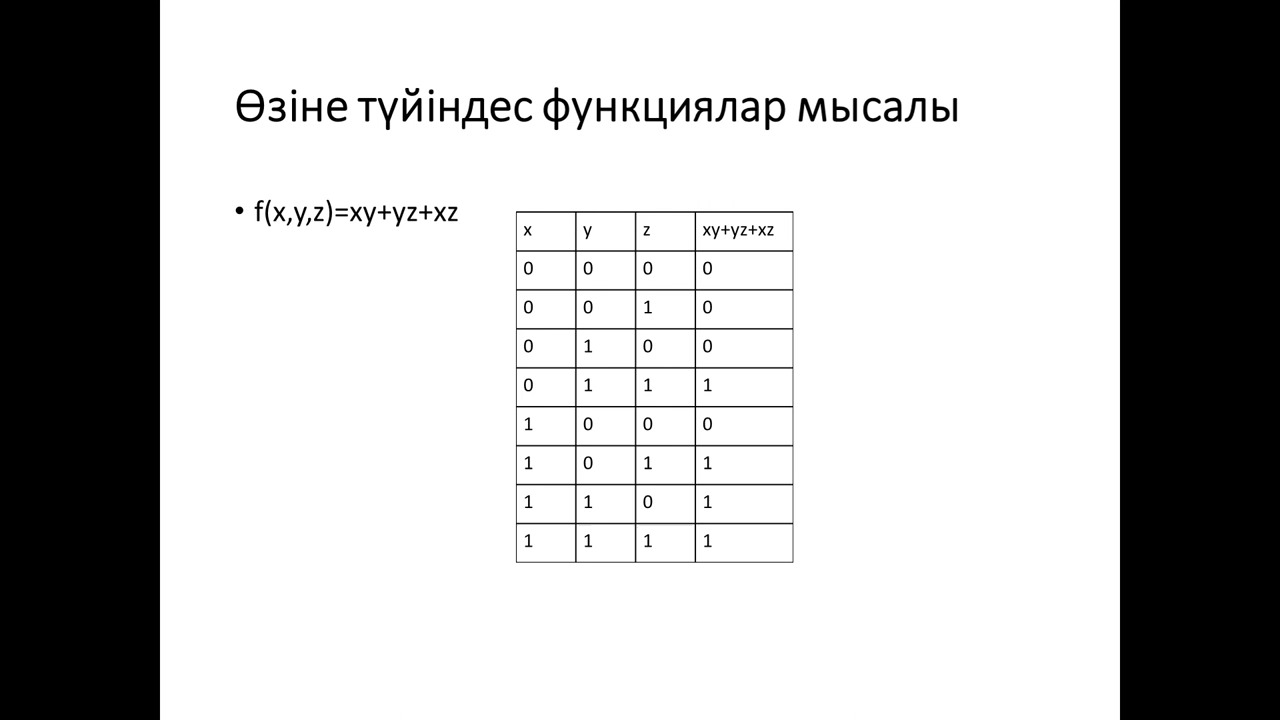 Өзіне түйіндес функциялар мысалы
• f(x,y,z)=xy+yz+xz
x y z xy+yz+xz
0 0 0 0
0 0 1 0
0 1 0 0
0 1 1 1
1 0 0 0
1 0 1 1
1 1 0 1
1 1 1 1